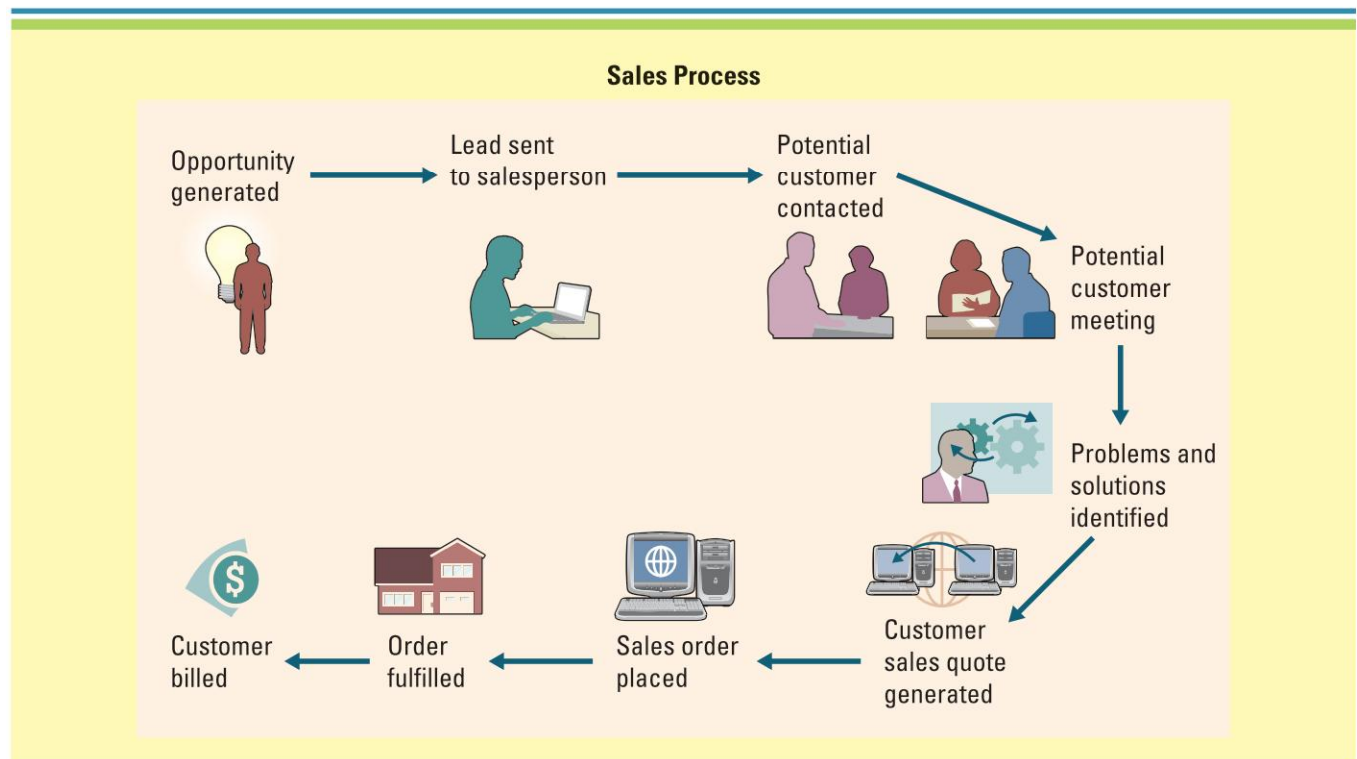 Sales Process
Opportunity
generated
Lead sent
to salesperson
Potential
customer
contacted
Potential
customer
meeting
Problems and
solutions
identified
Customer
sales quote
generated
Sales order
placed
Order
fulfilled
Customer
billed
$